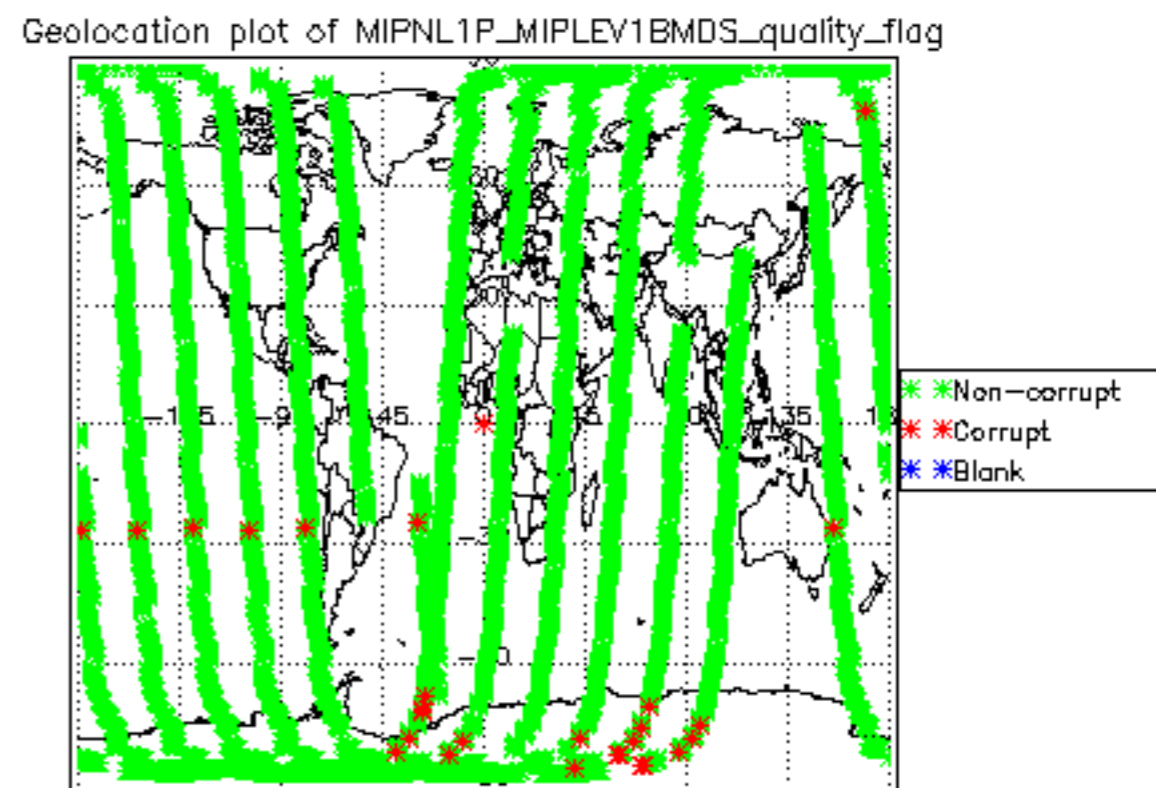 Geolocation plot of MIPNL1P_MIPLEV1BMDS_quality_flag
45
135
Non-corrupt
Corrupt
Blank